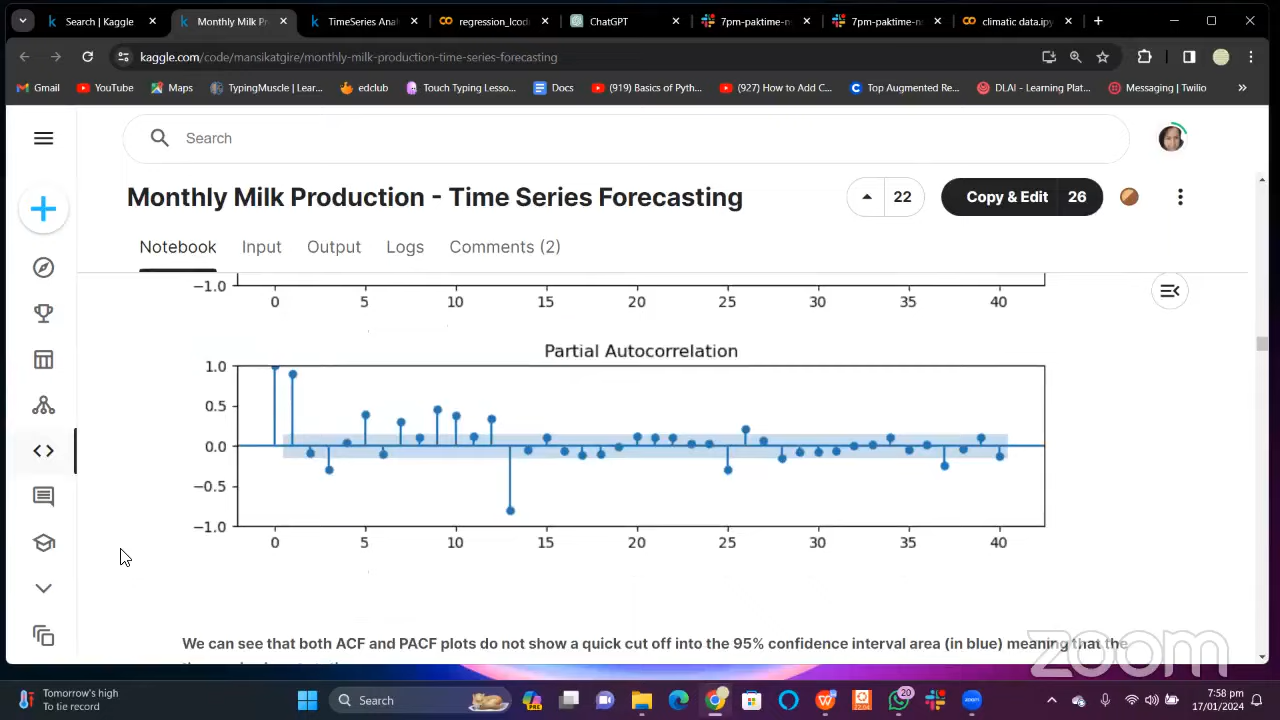 Search | Kaggle
Monthly Milk Pr
TimeSeries Anal
regression_lcod
ChatGPT
7pm-paktime-n
7pm-paktime-n
climatic data.ip
kaggle.com/code/mansikatgire/monthly-milk-production-time-series-forecasting
Gmail
YouTube
Maps
TypingMuscle | Lear...
edclub
Touch Typing Lesso...
Docs
(919) Basics of Pyth...
(927) How to Add C...
Top Augmented Re...
DLAI - Learning Plat...
Messaging | Twilio
Search
Monthly Milk Production - Time Series Forecasting
22
Copy & Edit 26
Notebook Input Output Logs Comments (2)
−1.0
0 5 10 15 20 25 30 35 40
Partial Autocorrelation
1.0
0.5
0.0
−0.5
−1.0
0 5 10 15 20 25 30 35 40
We can see that both ACF and PACF plots do not show a quick cut off into the 95% confidence interval area (in blue) meaning that the
zoom
Tomorrow's high
To tie record
Search
PRE
22.04
20
7:58 pm
17/01/2024